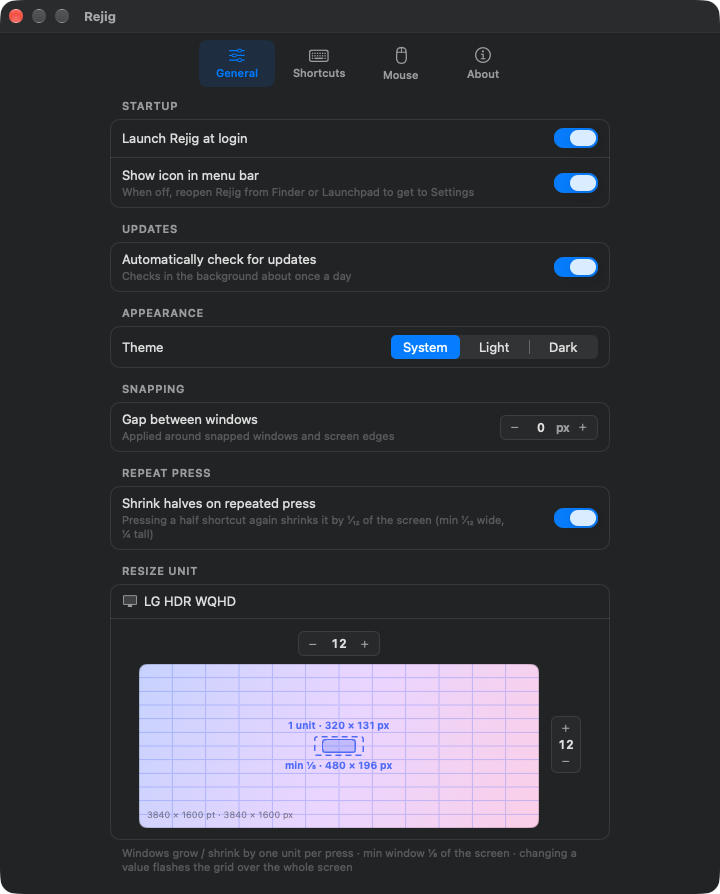 Rejig
General
Shortcuts
Mouse
About
STARTUP
Launch Rejig at login
Show icon in menu bar
When off, reopen Rejig from Finder or Launchpad to get to Settings
UPDATES
Automatically check for updates
Checks in the background about once a day
APPEARANCE
Theme
System
Light
Dark
SNAPPING
Gap between windows
Applied around snapped windows and screen edges
− 0 px +
REPEAT PRESS
Shrink halves on repeated press
Pressing a half shortcut again shrinks it by ¹⁄₁₂ of the screen (min
wide,
¼ tall)
RESIZE UNIT
LG HDR WQHD
− 12 +
1 unit · 320 × 131 px
min ⅛ · 480 × 196 px
3840 × 1600 pt · 3840 × 1600 px
+
12
−
Windows grow / shrink by one unit per press · min window ⅛ of the screen · changing a
value flashes the grid over the whole screen